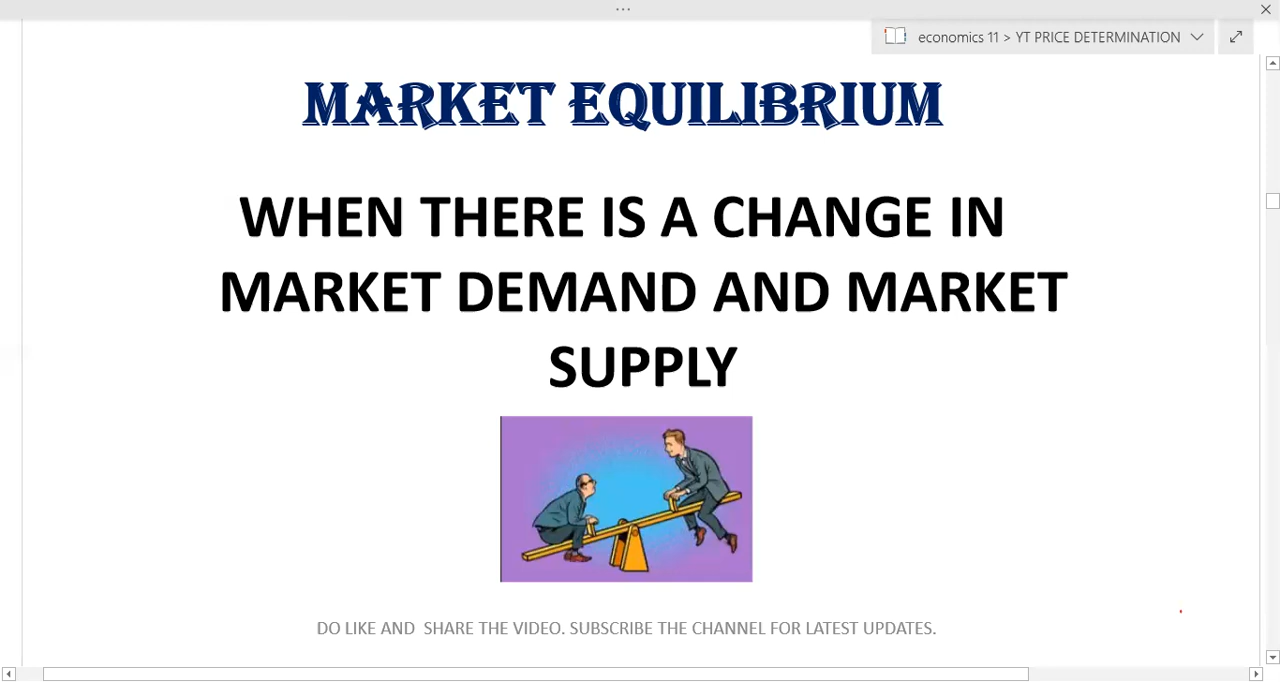 economics 11 > YT PRICE DETERMINATION
MARKET EQUILIBRIUM
WHEN THERE IS A CHANGE IN
MARKET DEMAND AND MARKET
SUPPLY
DO LIKE AND SHARE THE VIDEO. SUBSCRIBE THE CHANNEL FOR LATEST UPDATES.